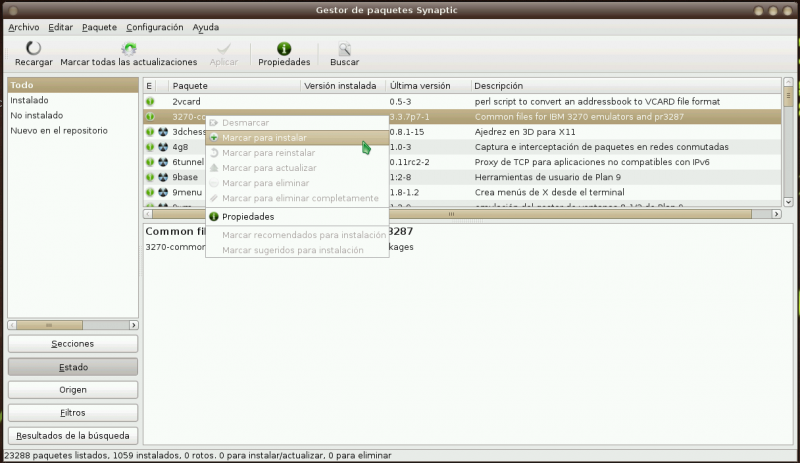 Gestor de paquetes Synaptic
Archivo Editar Paquete Configuración Ayuda
Recargar Marcar todas las actualizaciones Aplicar Propiedades Buscar
Todo
Instalado
No instalado
Nuevo en el repositorio
E Paquete Versión instalada Última versión Descripción
2vcard 0.5-3 perl script to convert an addressbook to VCARD file format
3.3.7p7-1 Common files for IBM 3270 emulators and pr3287
3dchess 0.8.1-15 Ajedrez en 3D para X11
4g8 1.0-3 Captura e interceptación de paquetes en redes conmutadas
6tunnel 0.11rc2-2 Proxy de TCP para aplicaciones no compatibles con IPv6
9base 1:2-8 Herramientas de usuario de Plan 9
9menu 1.8-1.2 Crea menús de X desde el terminal
Desmarcar
Marcar para instalar
Marcar para reinstalar
Marcar para actualizar
Marcar para eliminar
Marcar para eliminar completamente
Propiedades
Marcar recomendados para instalación
Marcar sugeridos para instalación
Common
3270-common
Secciones
Estado
Origen
Filtros
Resultados de la búsqueda
23288 paquetes listados, 1059 instalados, 0 rotos. 0 para instalar/actualizar, 0 para eliminar